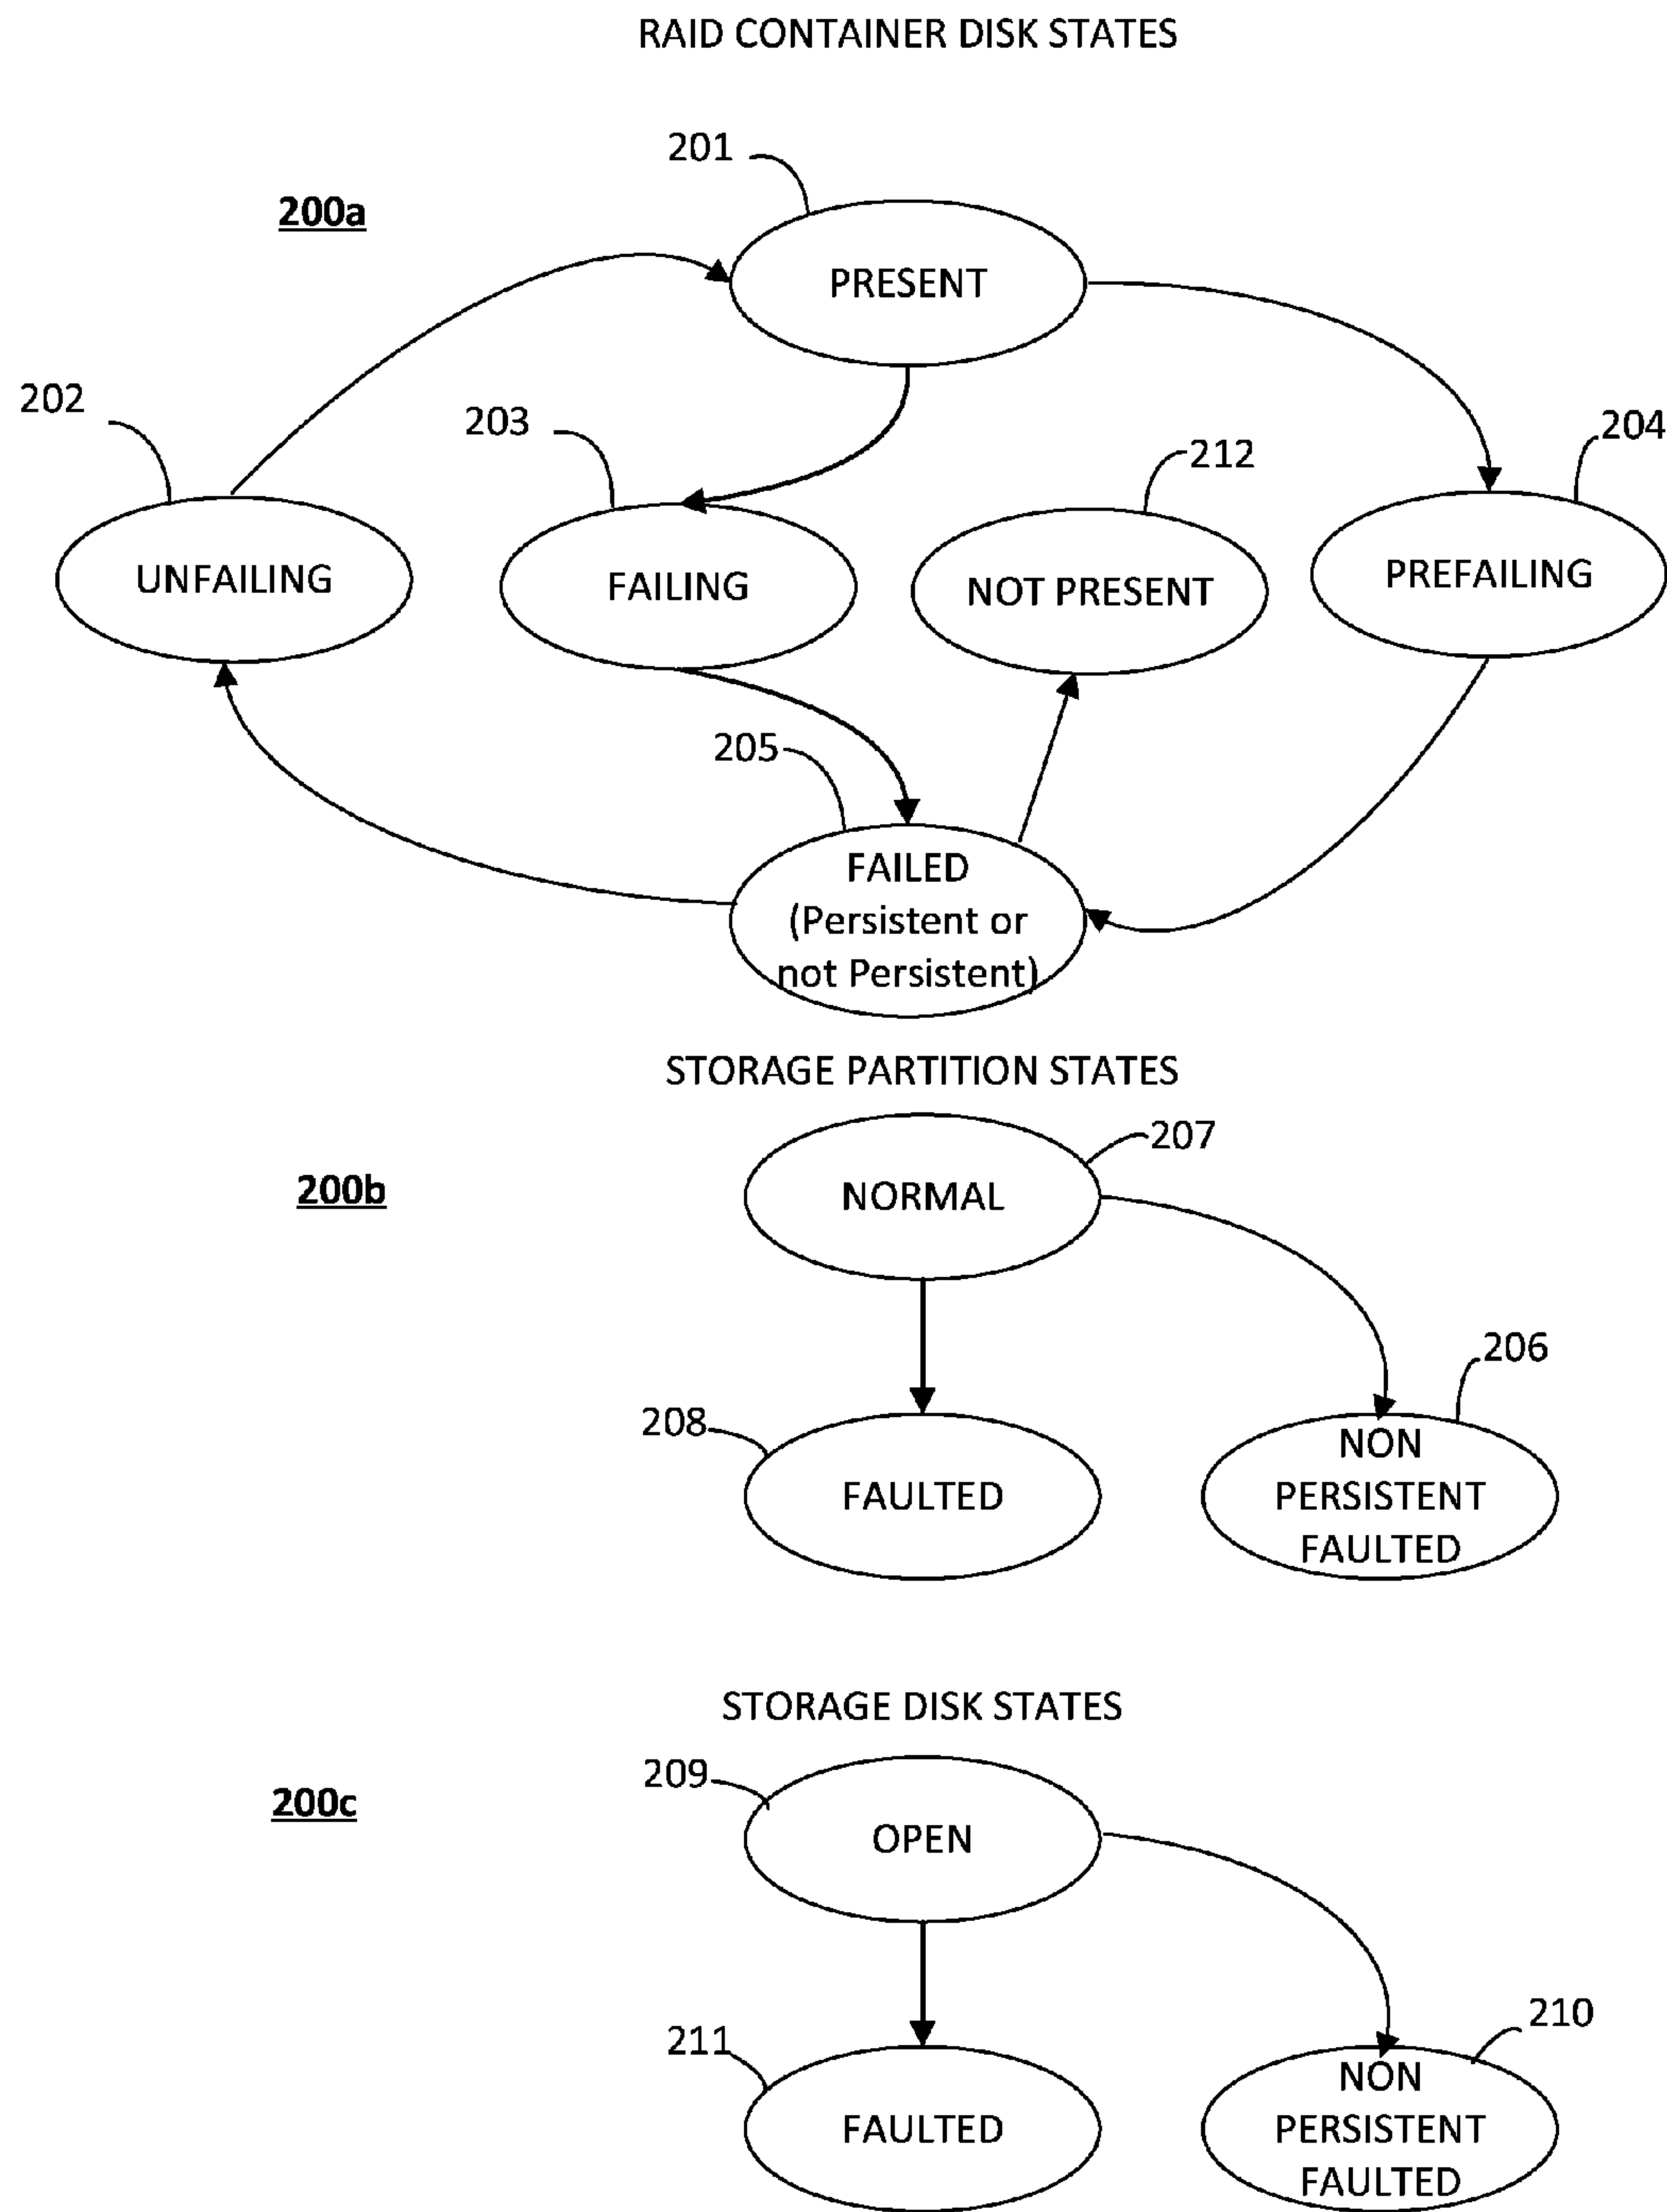 RAID CONTAINER DISK STATES
201
200a
PRESENT
202
203
204
212
UNFAILING
FAILING
NOT PRESENT
PREFAILING
205
FAILED
(Persistent or
not Persistent)
STORAGE PARTITION STATES
207
200b
NORMAL
206
208
NON
PERSISTENT
FAULTED
FAULTED
STORAGE DISK STATES
209
200c
OPEN
210
211
NON
PERSISTENT
FAULTED
FAULTED